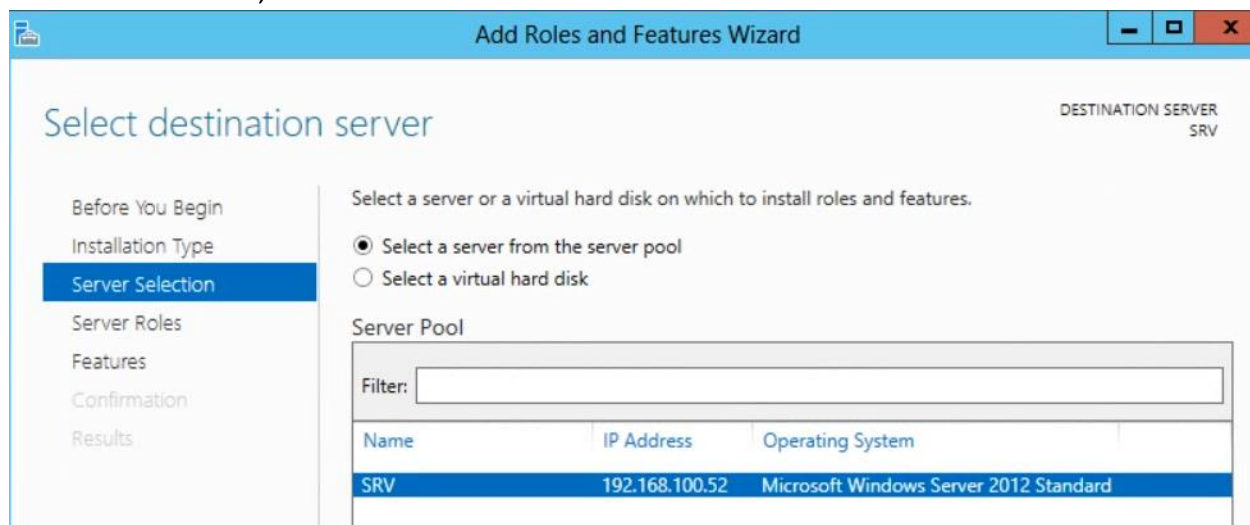 Add Roles and Features Wizard
Select destination server
DESTINATION SERVER
SRV
Before You Begin
Installation Type
Server Selection
Server Roles
Features
Confirmation
Results
Select a server or a virtual hard disk on which to install roles and features.
Select a server from the server pool
Select a virtual hard disk
Server Pool
Filter:
Name IP Address Operating System
SRV 192.168.100.52 Microsoft Windows Server 2012 Standard